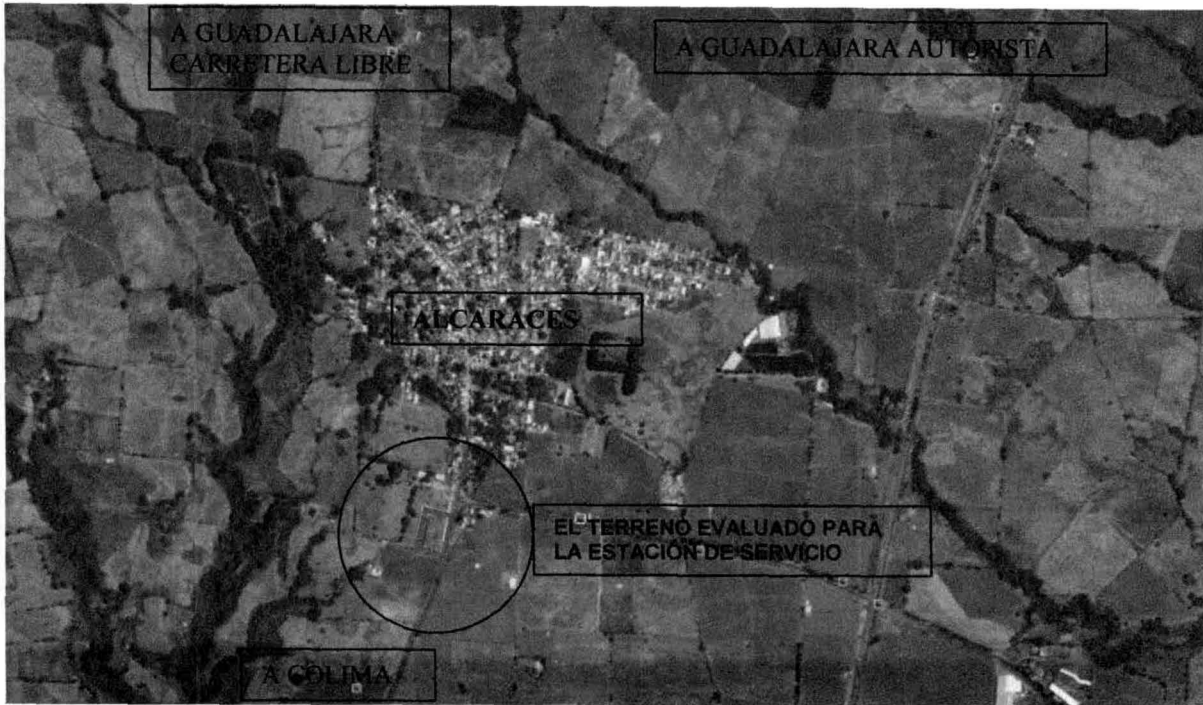 A GUADALAJARA
CARRETERA LIBRE
A GUADALAJARA AUTOPISTA
ALCARACES
EL TERRENO EVALUADO PARA
LA ESTACIÓN DE SERVICIO
A COLIMA